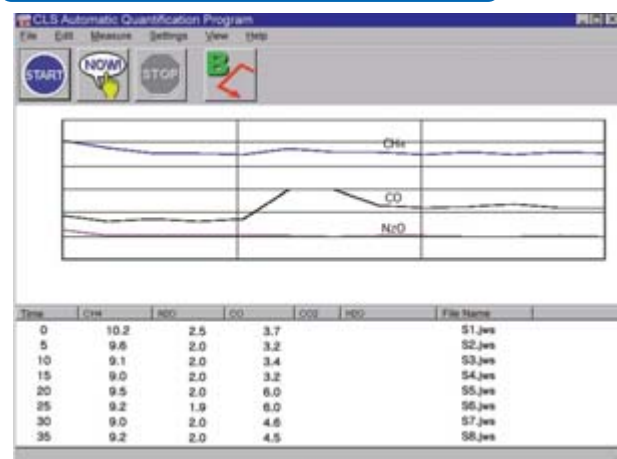 CLS Automatic Quantification Program
File Edit Measure Settings View Help
START NOW! STOP B
CH4
CO
N2O
Time CH4 N2O CO CO2 H2O File Name
0 10.2 2.5 3.7 S1.jws
5 9.6 2.0 3.2 S2.jws
10 9.1 2.0 3.4 S3.jws
15 9.0 2.0 3.2 S4.jws
20 9.5 2.0 6.0 S5.jws
25 9.2 1.9 6.0 S6.jws
30 9.0 2.0 4.6 S7.jws
35 9.2 2.0 4.5 S8.jws